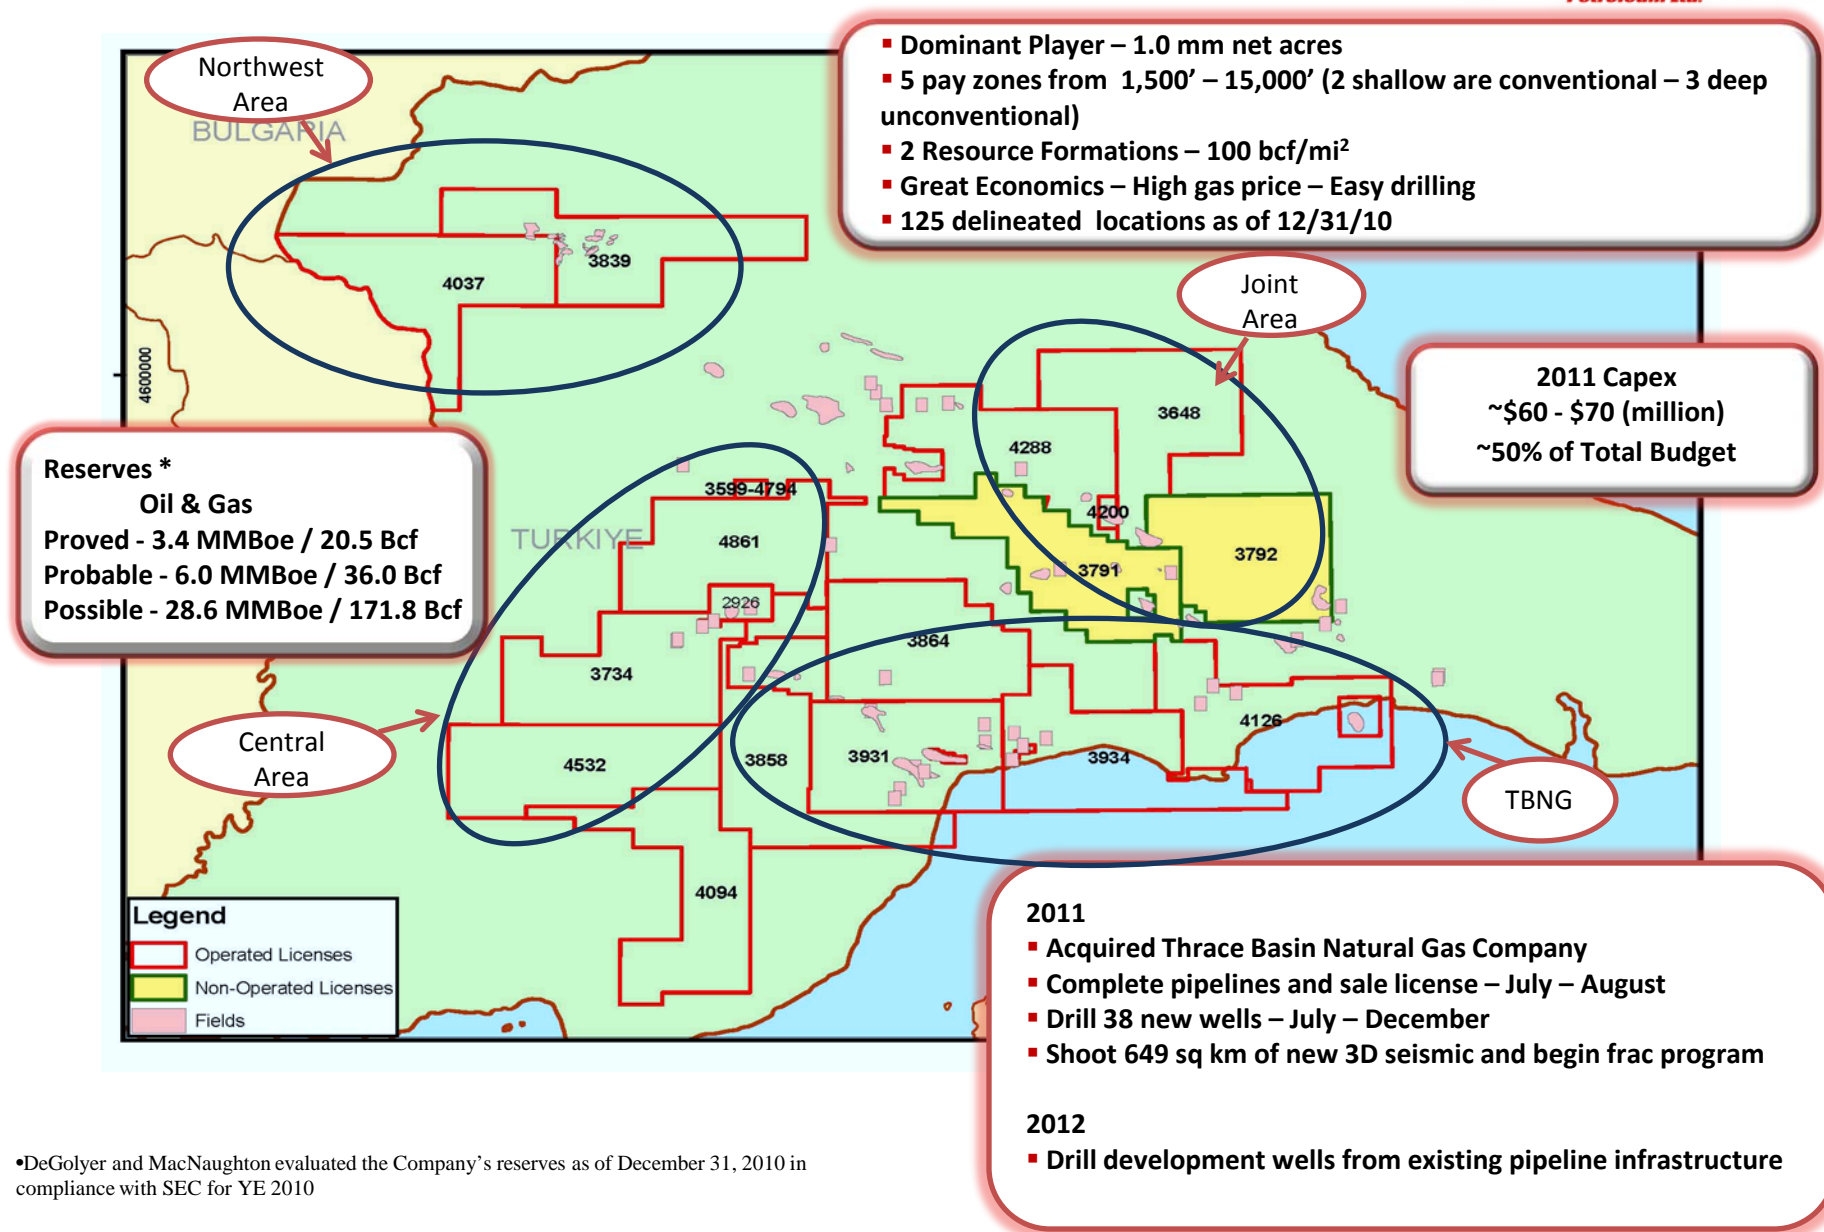 Petroleum Ltd.
▪ Dominant Player – 1.0 mm net acres
▪ 5 pay zones from 1,500' – 15,000' (2 shallow are conventional – 3 deep
unconventional)
▪ 2 Resource Formations – 100 bcf/mi²
▪ Great Economics – High gas price – Easy drilling
▪ 125 delineated locations as of 12/31/10
Northwest
Area
BULGARIA
3839
4037
Joint
Area
4600000
2011 Capex
~$60 - $70 (million)
~50% of Total Budget
3648
4288
Reserves *
Oil & Gas
Proved - 3.4 MMBoe / 20.5 Bcf
Probable - 6.0 MMBoe / 36.0 Bcf
Possible - 28.6 MMBoe / 171.8 Bcf
3599-4794
4200
TURKIYE
4861
3792
3791
2926
3864
3734
4126
Central
Area
4532
3858
3931
3934
TBNG
4094
Legend
Operated Licenses
Non-Operated Licenses
Fields
2011
▪ Acquired Thrace Basin Natural Gas Company
▪ Complete pipelines and sale license – July – August
▪ Drill 38 new wells – July – December
▪ Shoot 649 sq km of new 3D seismic and begin frac program
2012
▪ Drill development wells from existing pipeline infrastructure
•DeGolyer and MacNaughton evaluated the Company's reserves as of December 31, 2010 in
compliance with SEC for YE 2010